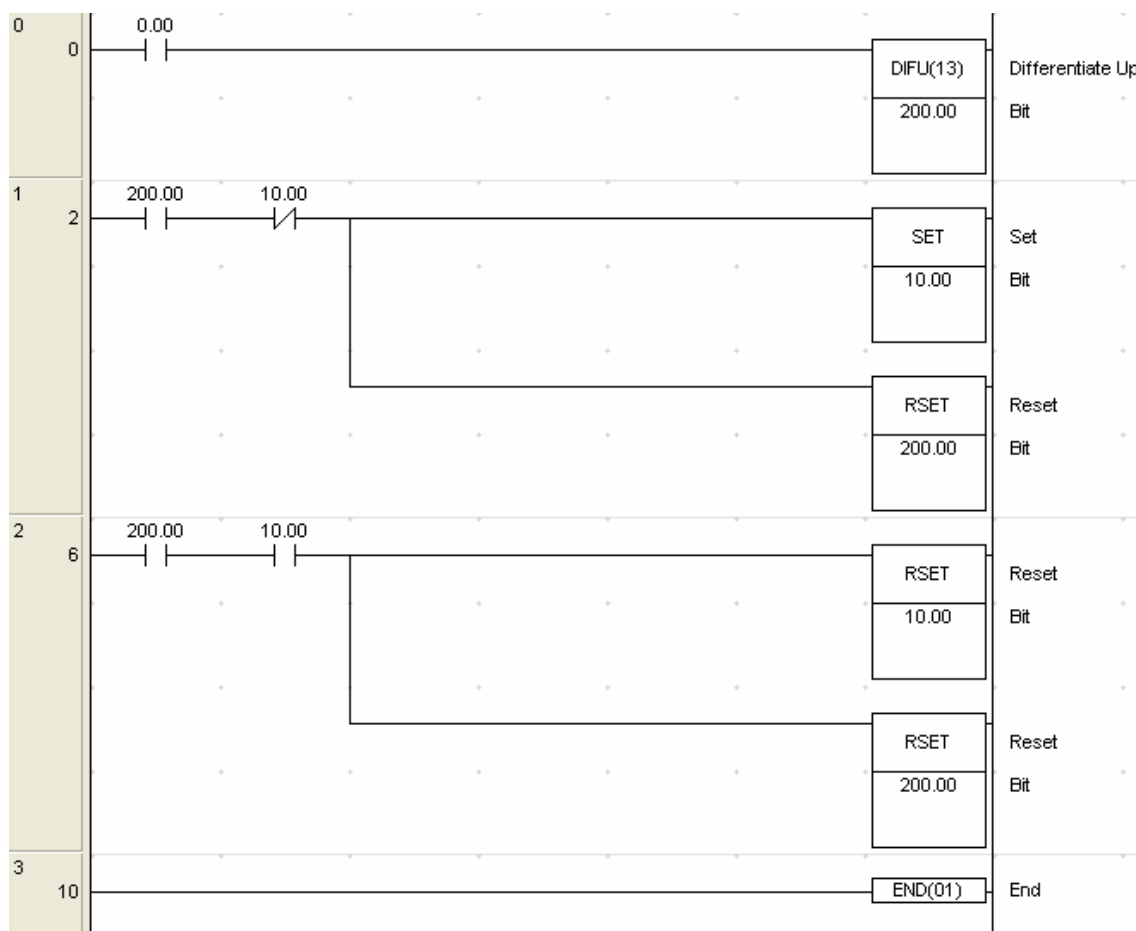 0
0.00
0
DIFU(13)
Differentiate Up
200.00
Bit
1
200.00
10.00
2
SET
Set
10.00
Bit
RSET
Reset
200.00
Bit
2
200.00
10.00
6
RSET
Reset
10.00
Bit
RSET
Reset
200.00
Bit
3
10
END(01)
End